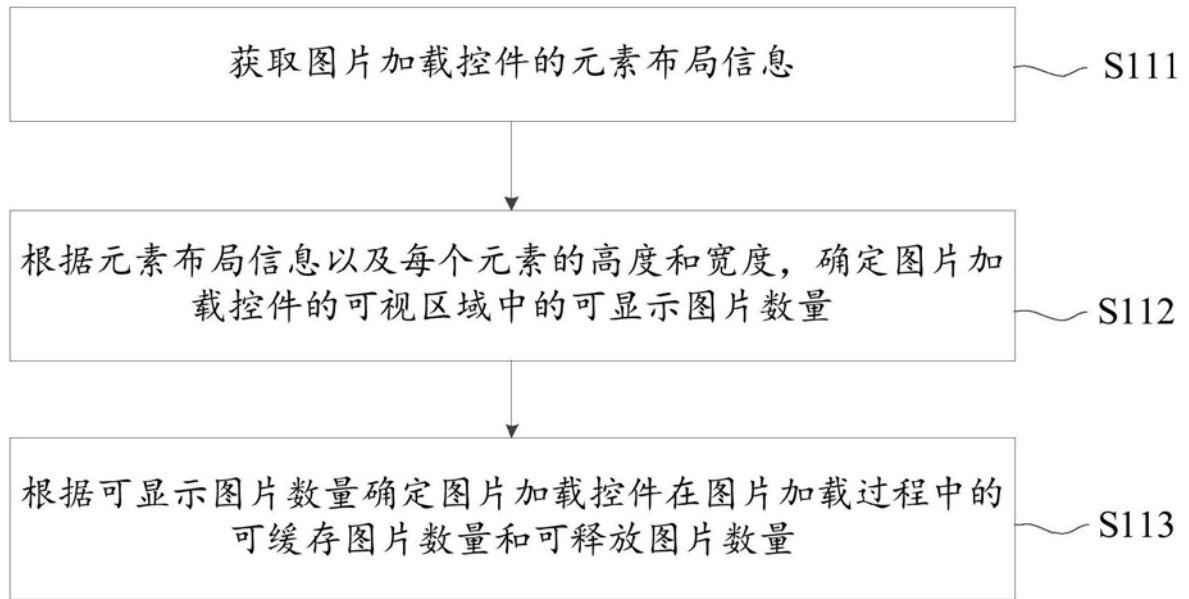 获取图片加载控件的元素布局信息
S111
根据元素布局信息以及每个元素的高度和宽度，确定图片加
载控件的可视区域中的可显示图片数量
S112
根据可显示图片数量确定图片加载控件在图片加载过程中的
可缓存图片数量和可释放图片数量
S113